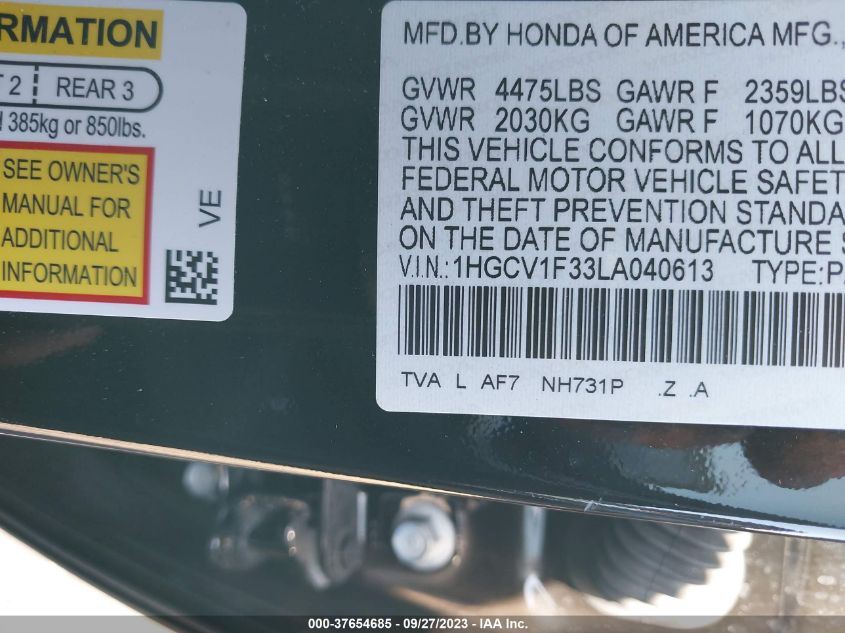 RMATION
T 2 REAR 3
385kg or 850lbs.
SEE OWNER'S
MANUAL FOR
ADDITIONAL
INFORMATION
VE
MFD.BY HONDA OF AMERICA MFG.,
GVWR 4475LBS GAWR F 2359LBS
GVWR 2030KG GAWR F 1070KG
THIS VEHICLE CONFORMS TO ALL
FEDERAL MOTOR VEHICLE SAFET
AND THEFT PREVENTION STANDA
ON THE DATE OF MANUFACTURE S
V.I.N.:1HGCV1F33LA040613 TYPE:PA
TVA L AF7 NH731P .Z .A
000-37654685 - 09/27/2023 - IAA Inc.